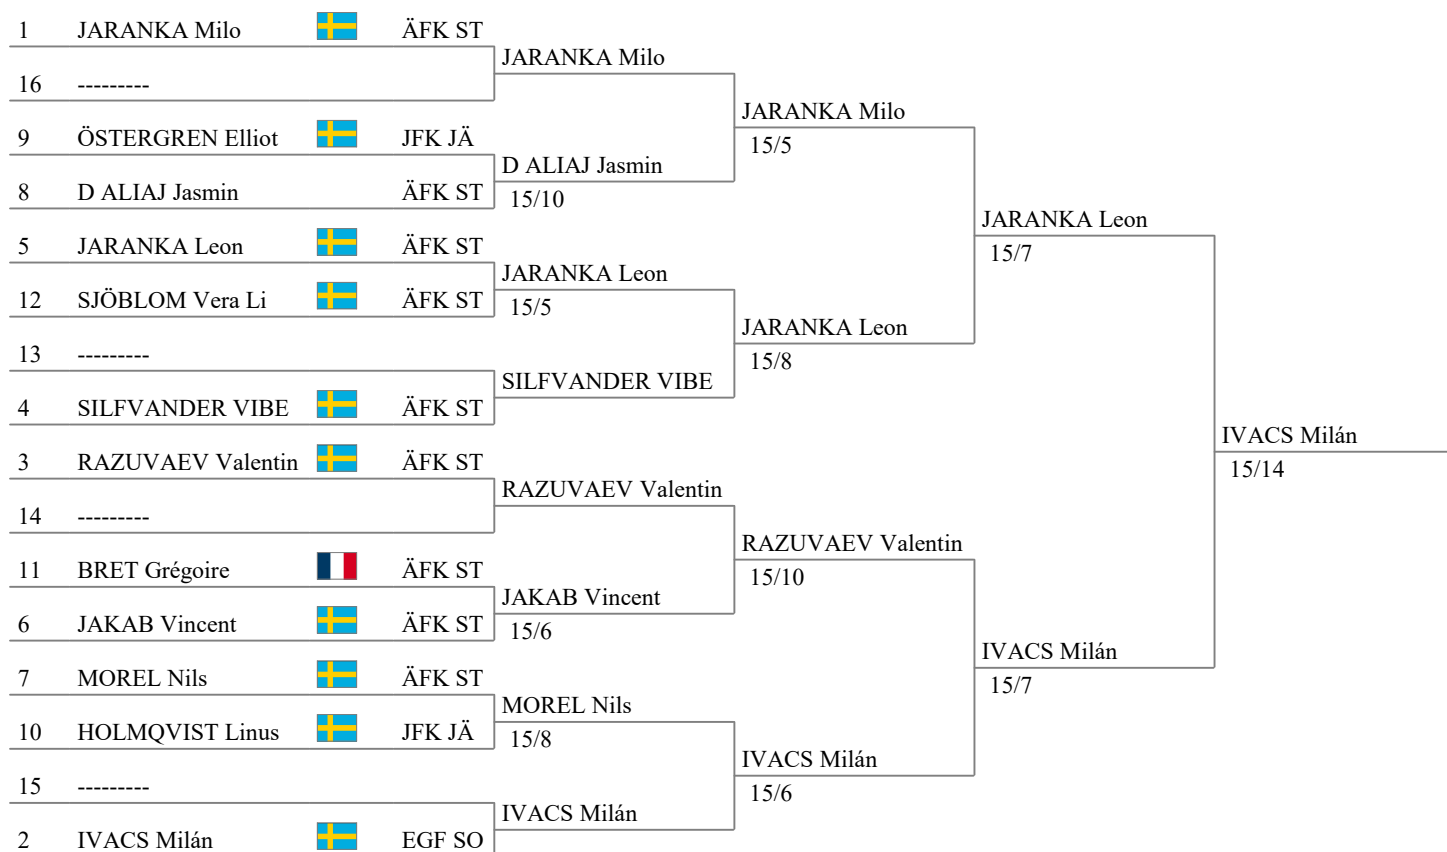 1 JARANKA Milo ÄFK ST
JARANKA Milo
16 ---------
JARANKA Milo
15/5
9 ÖSTERGREN Elliot JFK JÄ
D ALIAJ Jasmin
15/10
8 D ALIAJ Jasmin ÄFK ST
JARANKA Leon
15/7
5 JARANKA Leon ÄFK ST
JARANKA Leon
15/5
12 SJÖBLOM Vera Li ÄFK ST
JARANKA Leon
15/8
13 ---------
SILFVANDER VIBE
4 SILFVANDER VIBE ÄFK ST
IVACS Milán
15/14
3 RAZUVAEV Valentin ÄFK ST
RAZUVAEV Valentin
14 ---------
RAZUVAEV Valentin
15/10
11 BRET Grégoire ÄFK ST
JAKAB Vincent
15/6
6 JAKAB Vincent ÄFK ST
IVACS Milán
15/7
7 MOREL Nils ÄFK ST
MOREL Nils
15/8
10 HOLMQVIST Linus JFK JÄ
IVACS Milán
15/6
15 ---------
IVACS Milán
2 IVACS Milán EGF SO